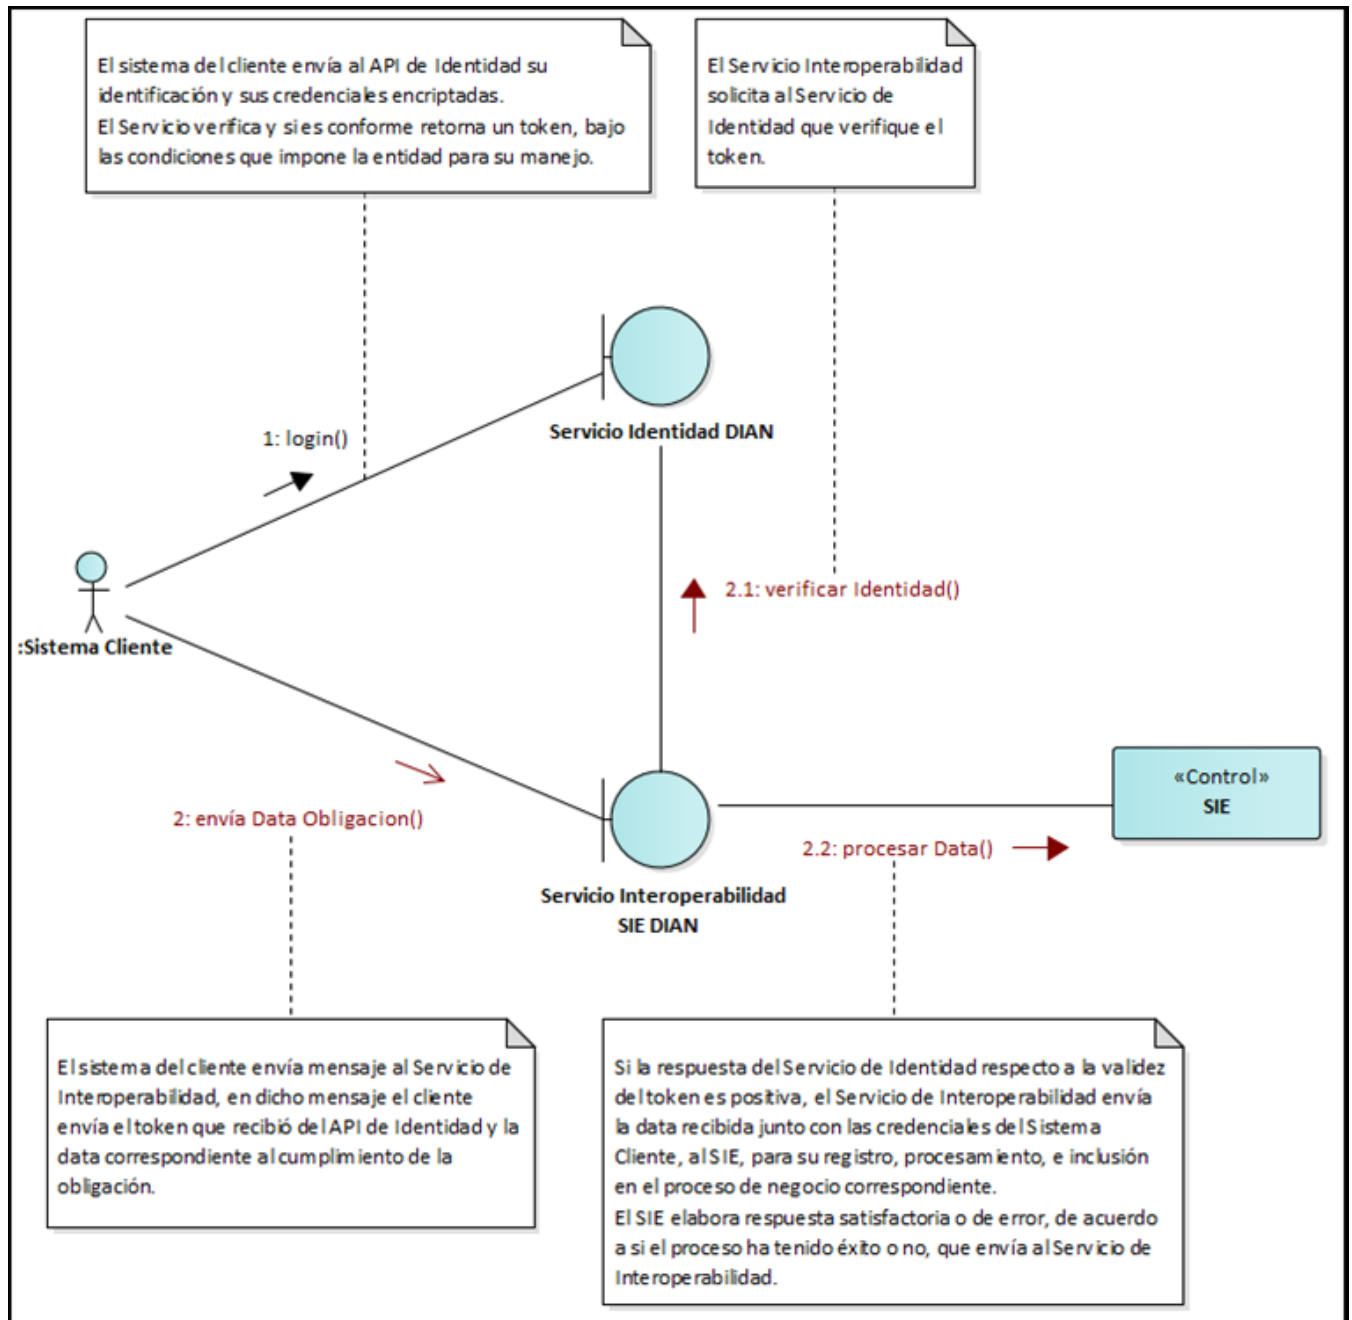 El sistema del cliente envía al API de Identidad su
identificación y sus credenciales encriptadas.
El Servicio verifica y si es conforme retorna un token, bajo
las condiciones que impone la entidad para su manejo.
El Servicio Interoperabilidad
solicita al Servicio de
Identidad que verifique el
token.
1: login()
Servicio Identidad DIAN
:Sistema Cliente
2.1: verificar Identidad()
2: envía Data Obligacion()
«Control»
SIE
2.2: procesar Data()
Servicio Interoperabilidad
SIE DIAN
El sistema del cliente envía mensaje al Servicio de
Interoperabilidad, en dicho mensaje el cliente
envía el token que recibió del API de Identidad y la
data correspondiente al cumplimiento de la
obligación.
Si la respuesta del Servicio de Identidad respecto a la validez
del token es positiva, el Servicio de Interoperabilidad envía
la data recibida junto con las credenciales del Sistema
Cliente, al SIE, para su registro, procesamiento, e inclusión
en el proceso de negocio correspondiente.
El SIE elabora respuesta satisfactoria o de error, de acuerdo
a si el proceso ha tenido éxito o no, que envía al Servicio de
Interoperabilidad.